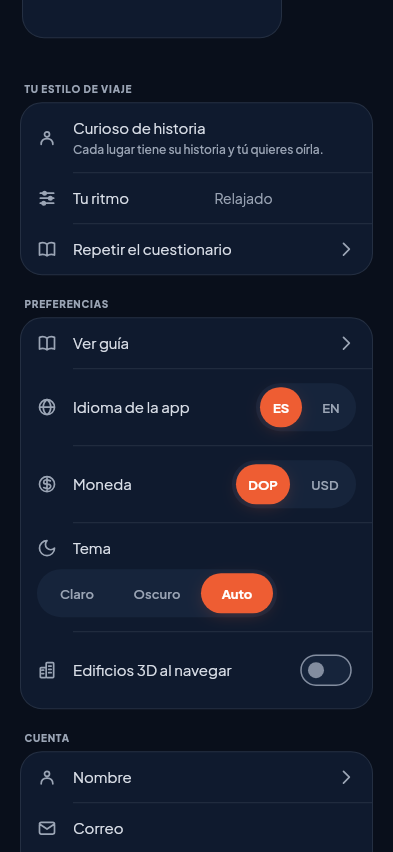 TU ESTILO DE VIAJE
Curioso de historia
Cada lugar tiene su historia y tú quieres oírla.
Tu ritmo
Relajado
Repetir el cuestionario
PREFERENCIAS
Ver guía
Idioma de la app
ES
EN
Moneda
DOP
USD
Tema
Claro
Oscuro
Auto
Edificios 3D al navegar
CUENTA
Nombre
Correo